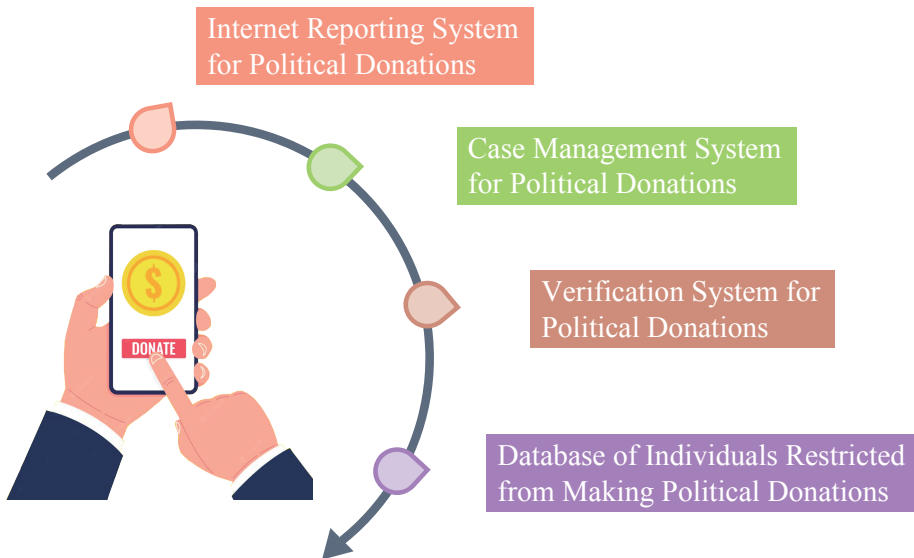 Internet Reporting System
for Political Donations
Case Management System
for Political Donations
Verification System for
Political Donations
$
DONATE
Database of Individuals Restricted
from Making Political Donations